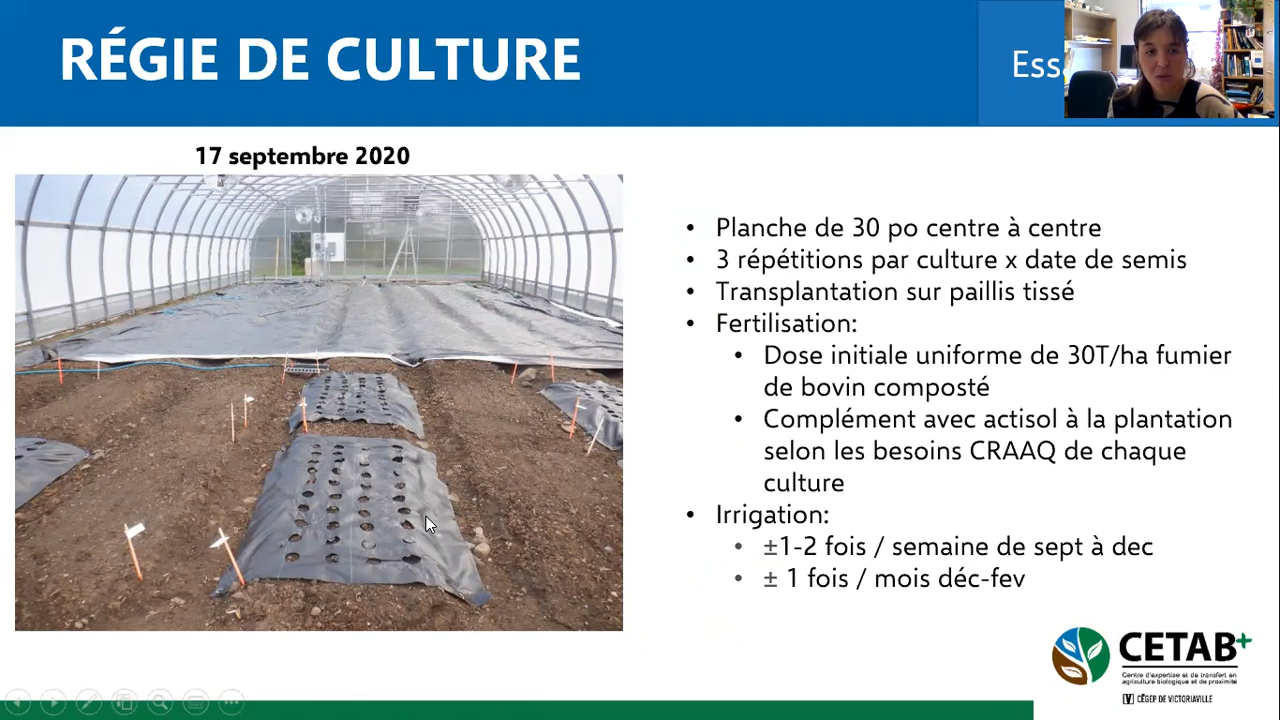 RÉGIE DE CULTURE
Ess
17 septembre 2020
• Planche de 30 po centre à centre
• 3 répétitions par culture x date de semis
• Transplantation sur paillis tissé
• Fertilisation:
• Dose initiale uniforme de 30T/ha fumier
de bovin composté
• Complément avec actisol à la plantation
selon les besoins CRAAQ de chaque
culture
• Irrigation:
• ±1-2 fois / semaine de sept à dec
• ± 1 fois / mois déc-fev
CETAB+
Centre d'expertise et de transfert en
agriculture biologique et de proximité
CÉGEP DE VICTORIAVILLE